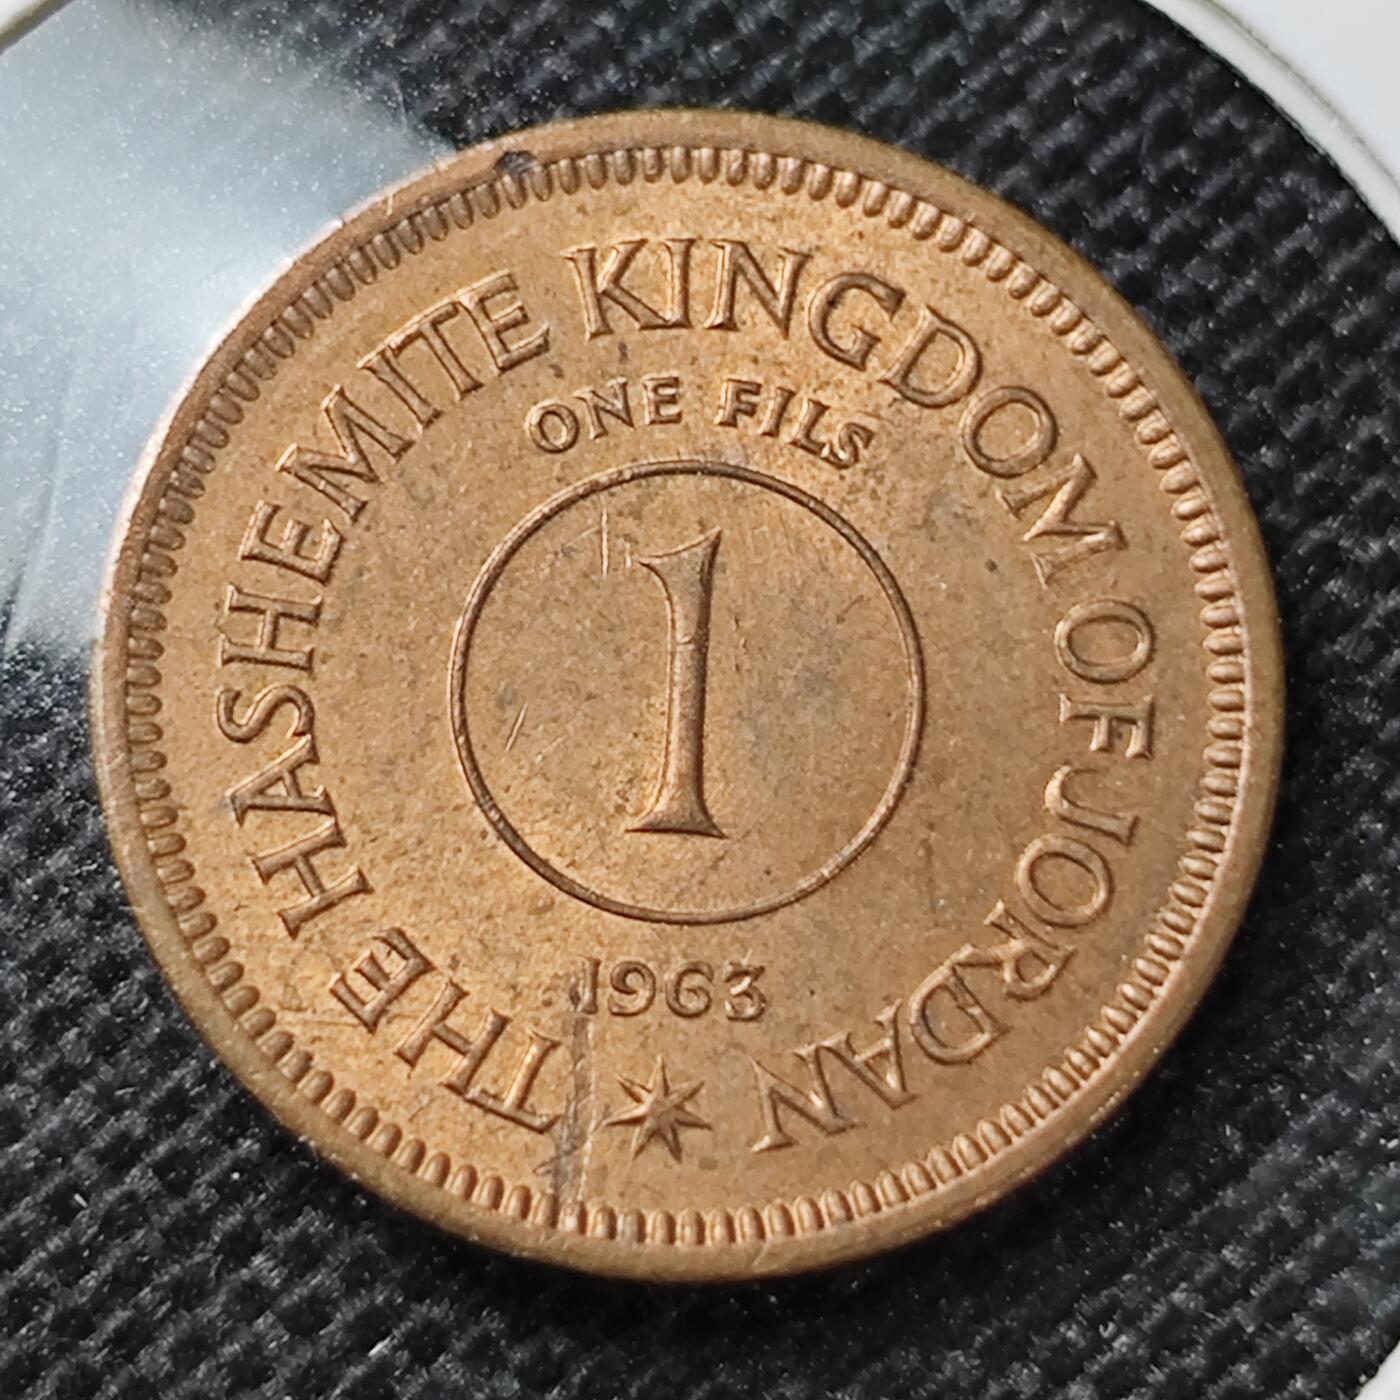 THE HASHEMITE KINGDOM OF JORDAN
ONE FILS
1
1963